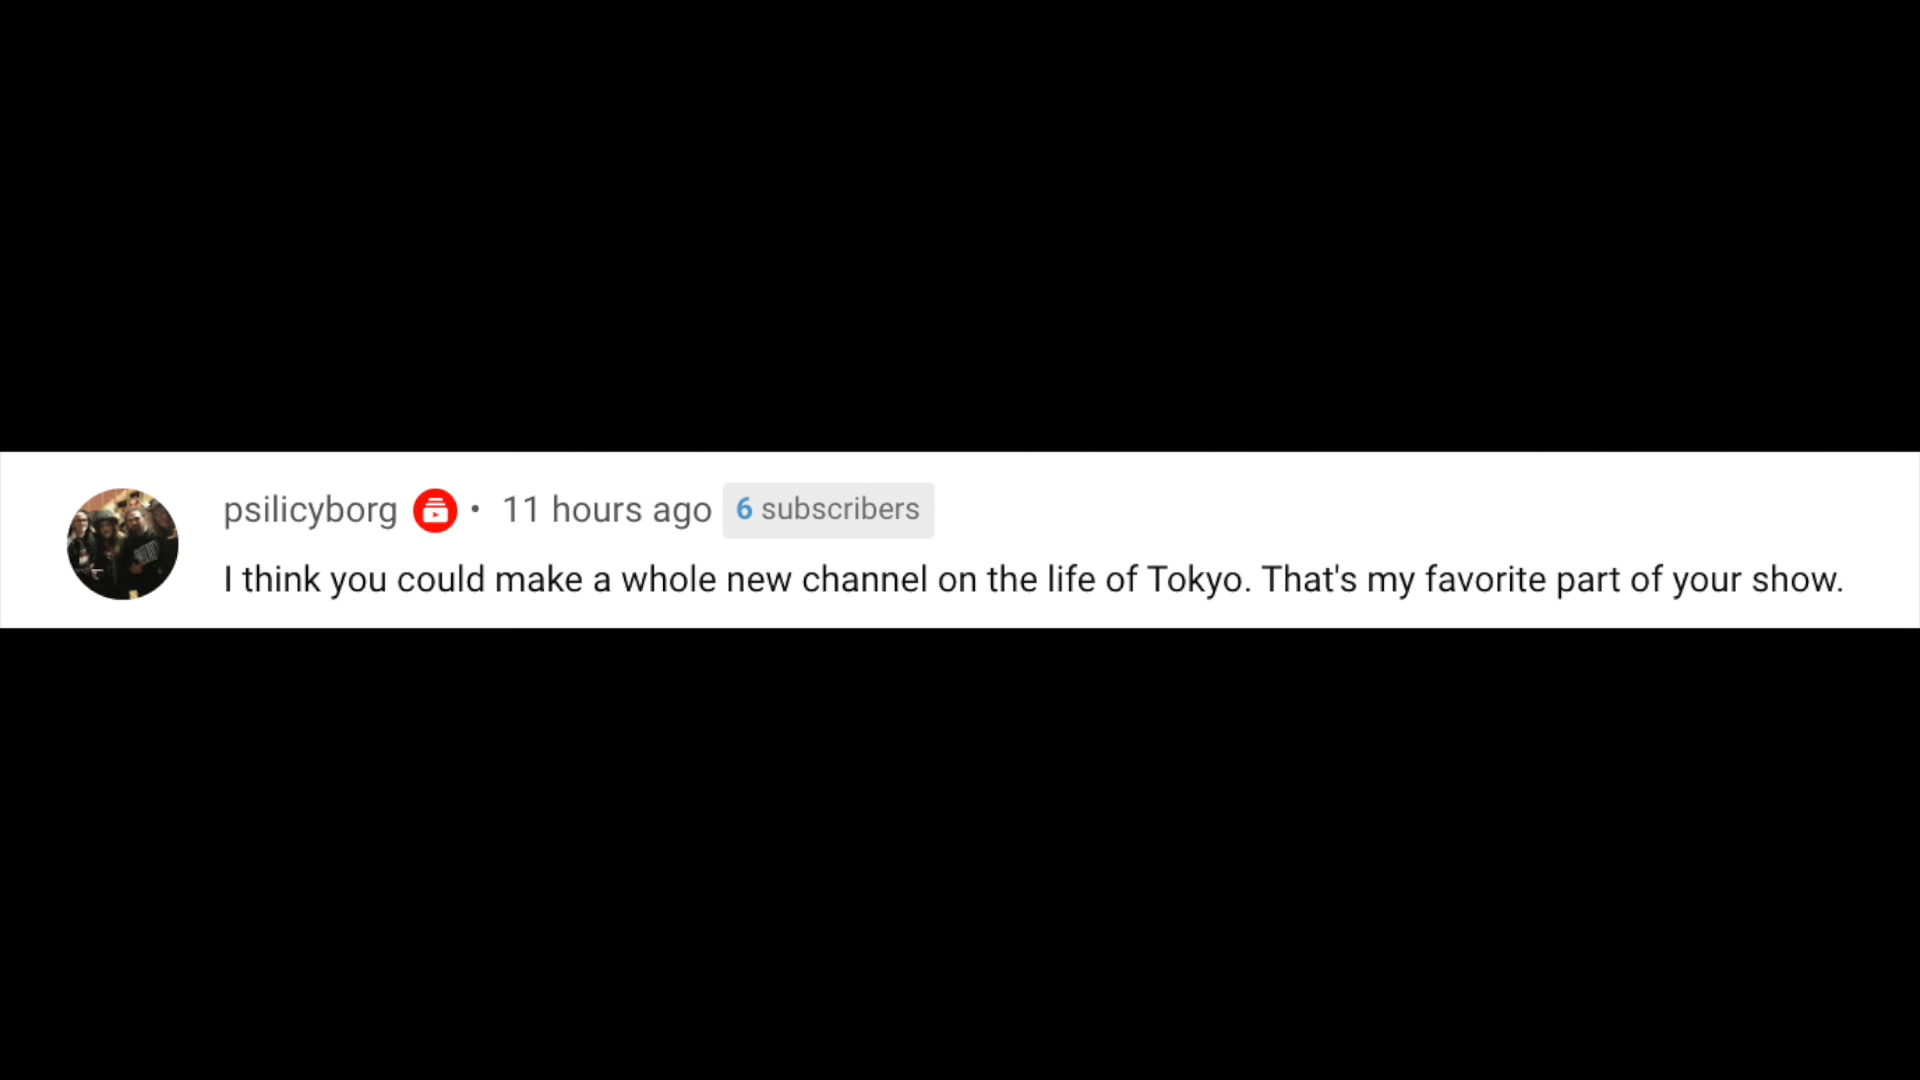 psilicyborg • 11 hours ago 6 subscribers
I think you could make a whole new channel on the life of Tokyo. That's my favorite part of your show.